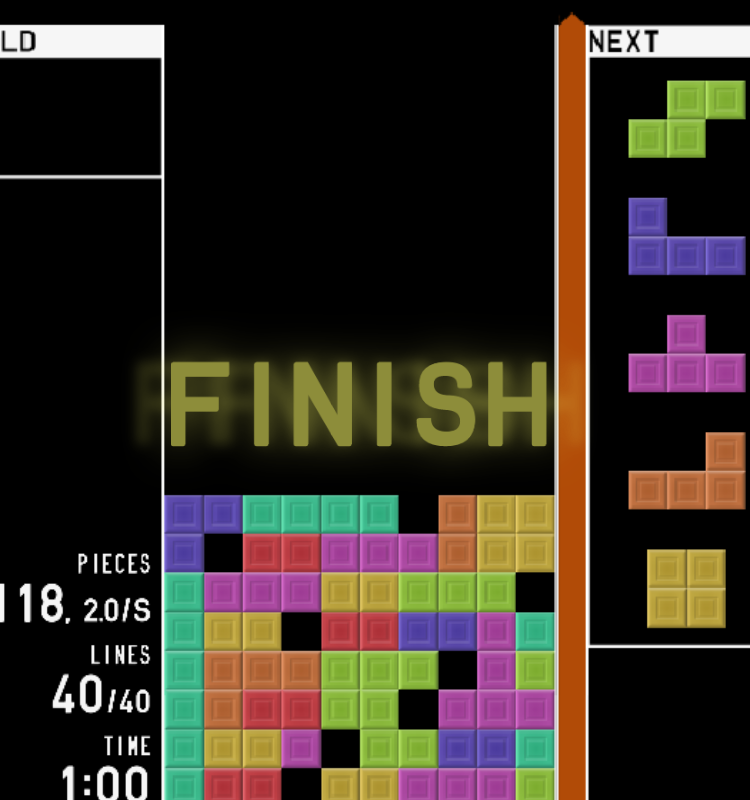 LD
NEXT
FINISH
PIECES
118, 2.0/S
LINES
40/40
TIME
1:00